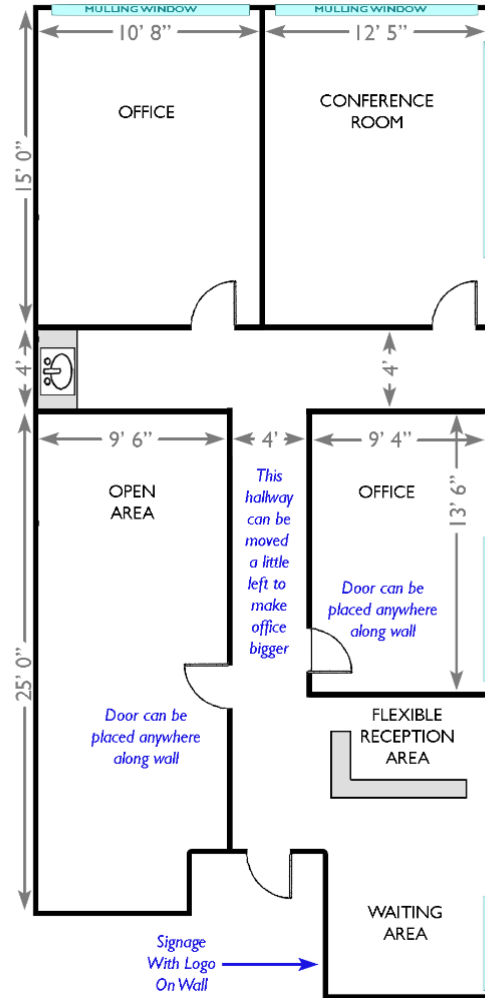 MULLING WINDOW
MULLING WINDOW
10' 8"
12' 5"
OFFICE
CONFERENCE
ROOM
15' 0"
4'
4'
9' 6"
4'
9' 4"
OPEN
AREA
This
hallway
can be
moved
a little
left to
make
office
bigger
OFFICE
13' 6"
Door can be
placed anywhere
along wall
25' 0"
Door can be
placed anywhere
along wall
FLEXIBLE
RECEPTION
AREA
WAITING
AREA
Signage
With Logo
On Wall